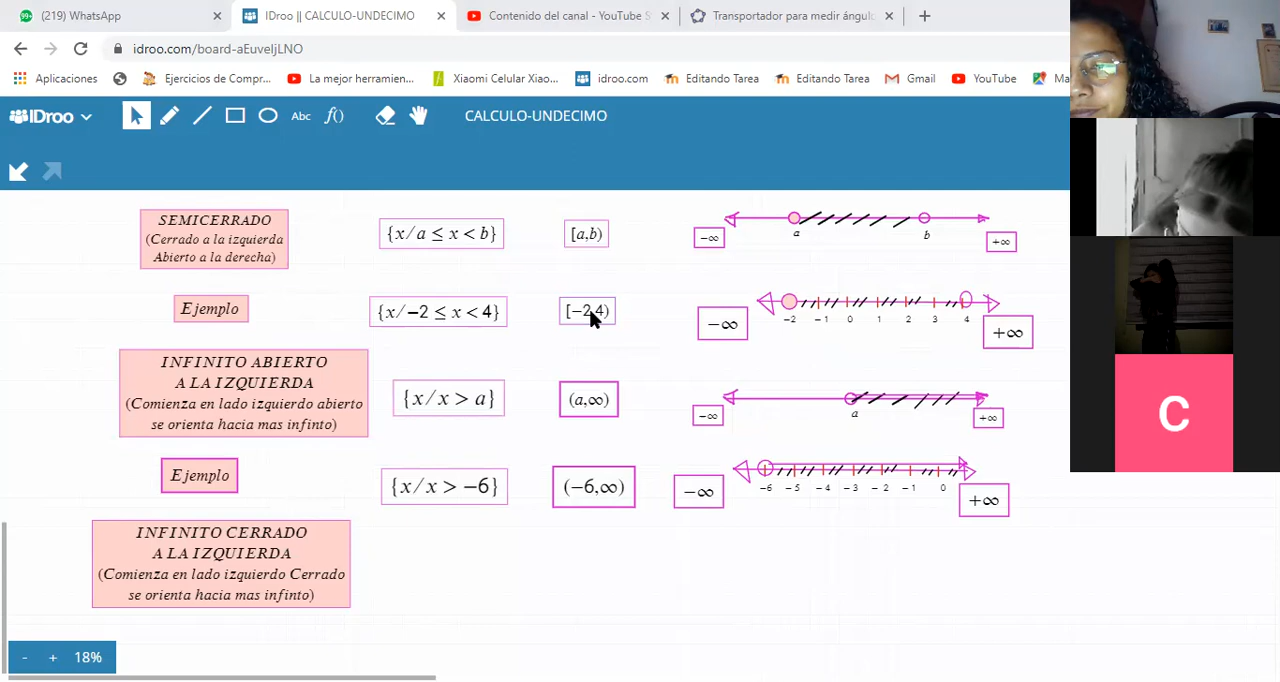 (219) WhatsApp
IDroo || CALCULO-UNDECIMO
Contenido del canal - YouTube S
Transportador para medir ángulo
idroo.com/board-aEuveljLNO
Aplicaciones
Ejercicios de Compr...
La mejor herramien...
Xiaomi Celular Xiao...
idroo.com
Editando Tarea
Editando Tarea
Gmail
YouTube
Ma
IDroo
Abc
f()
CALCULO-UNDECIMO
SEMICERRADO
(Cerrado a la izquierda
Abierto a la derecha)
{x/a ≤ x < b}
[a,b)
−∞
a
b
+∞
Ejemplo
{x/−2 ≤ x < 4}
[−2,4)
−∞
−2 −1 0 1 2 3 4
+∞
INFINITO ABIERTO
A LA IZQUIERDA
(Comienza en lado izquierdo abierto
se orienta hacia mas infinto)
{x/x > a}
(a,∞)
−∞
a
+∞
Ejemplo
{x/x > −6}
(−6,∞)
−∞
−6 −5 −4 −3 −2 −1 0
+∞
INFINITO CERRADO
A LA IZQUIERDA
(Comienza en lado izquierdo Cerrado
se orienta hacia mas infinto)
- + 18%
C